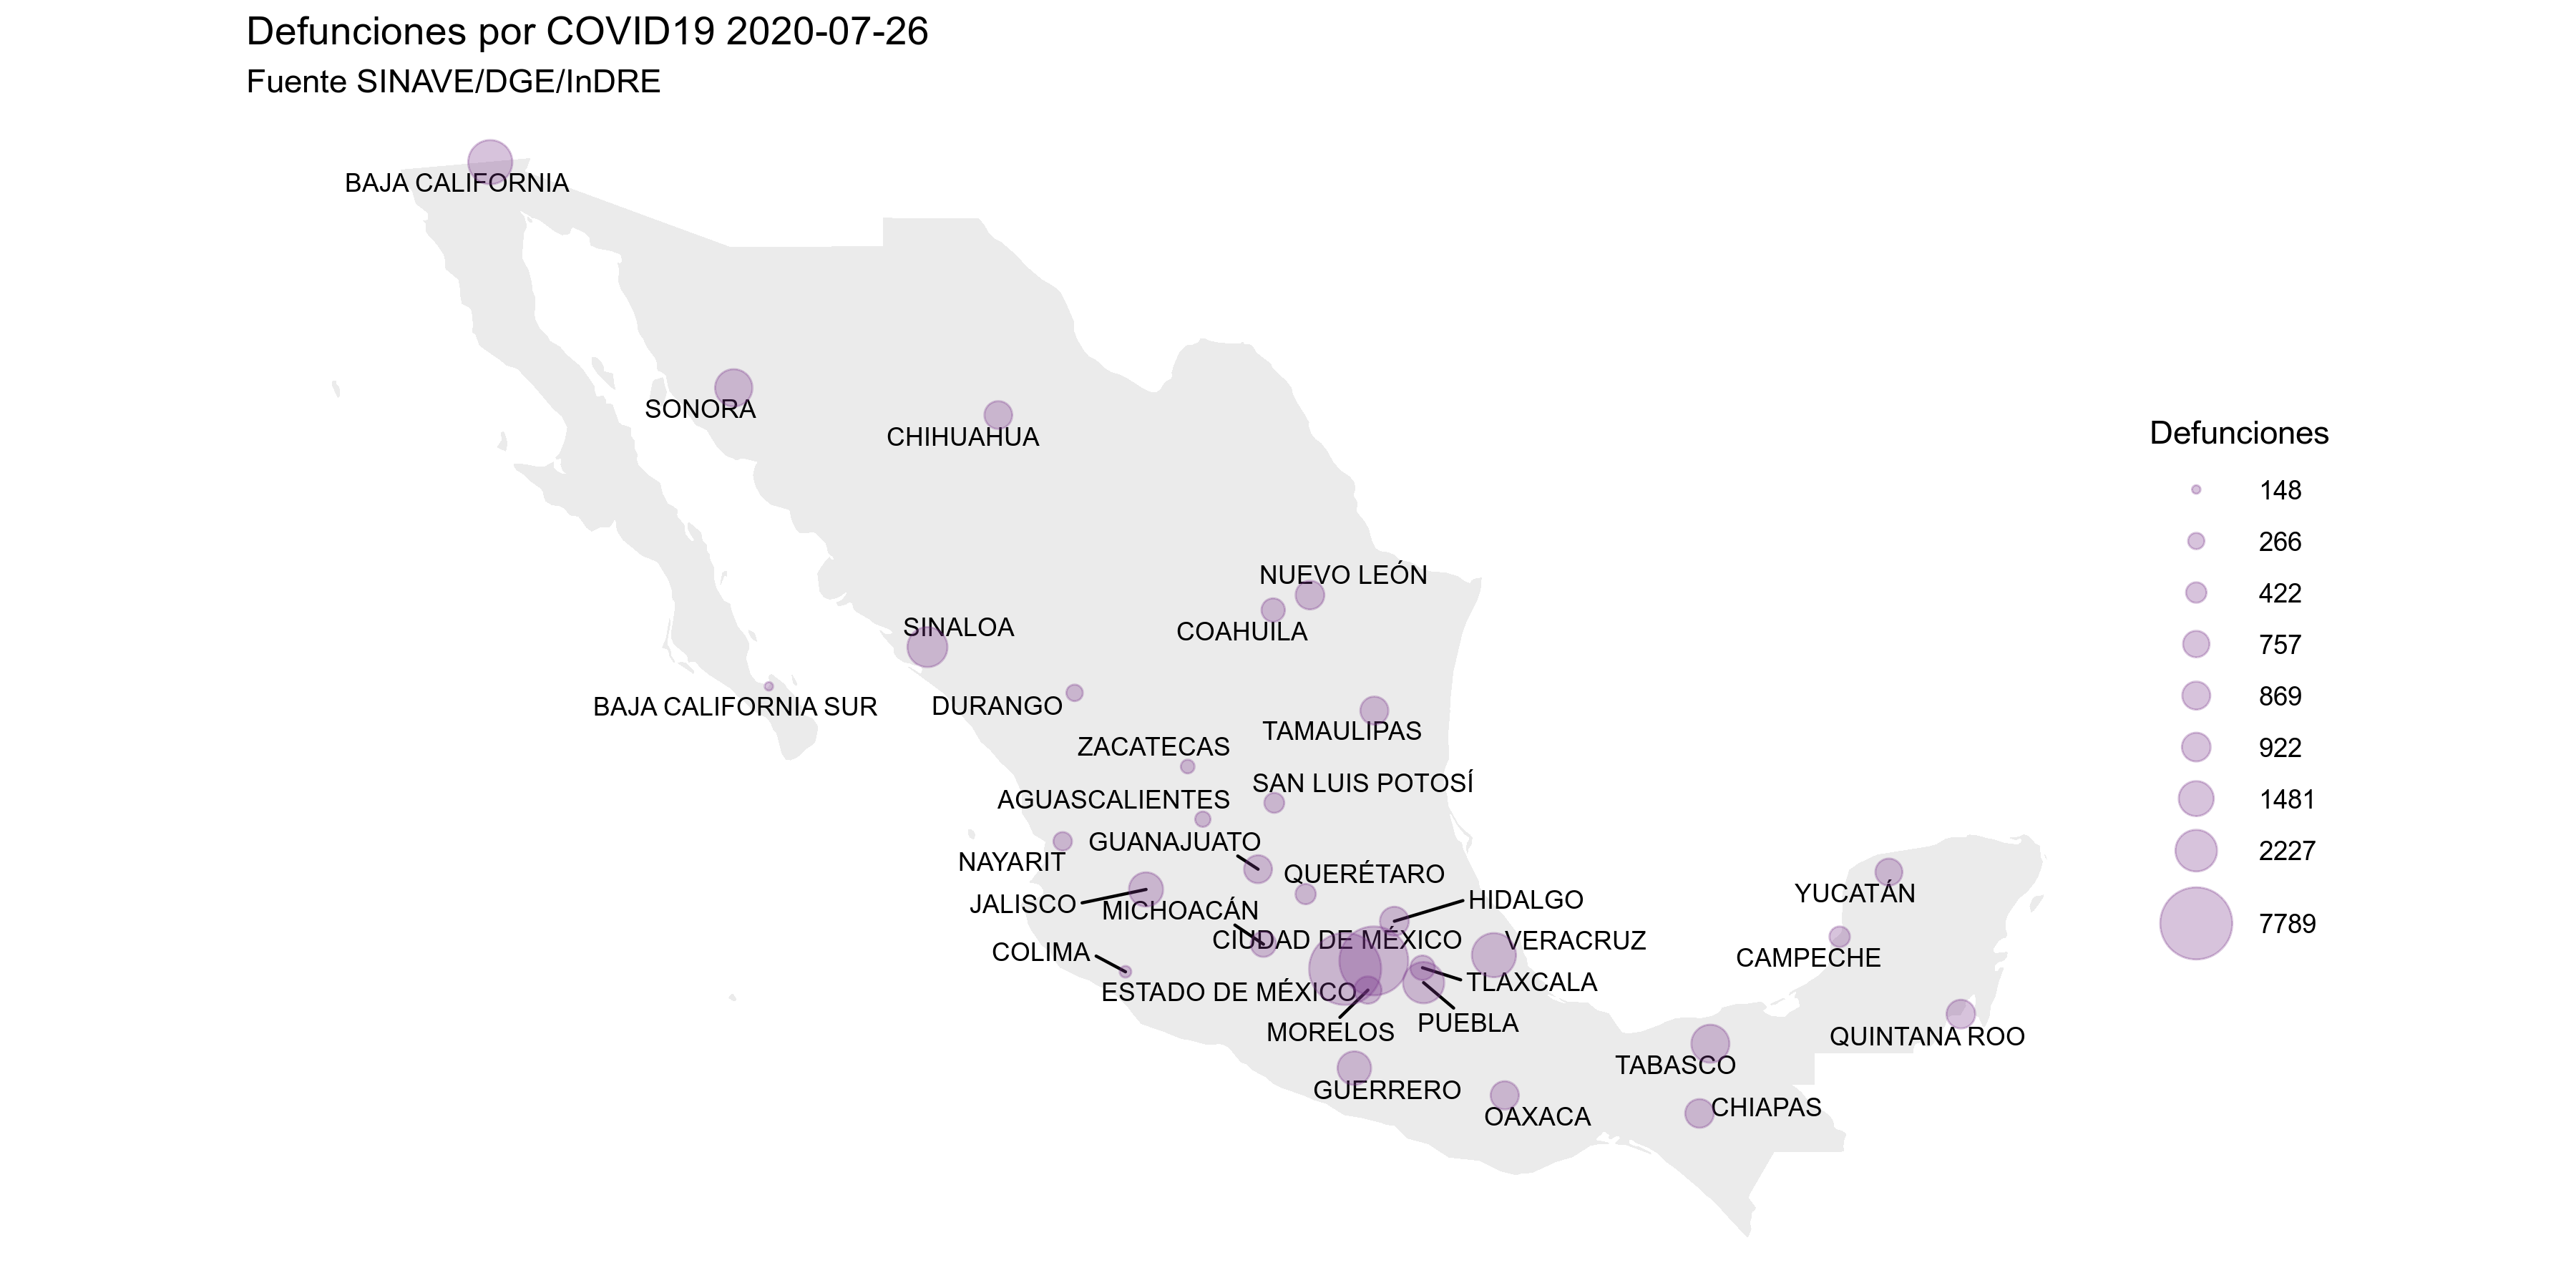 Defunciones por COVID19 2020-07-26
Fuente SINAVE/DGE/InDRE
BAJA CALIFORNIA
SONORA
CHIHUAHUA
NUEVO LEÓN
COAHUILA
SINALOA
BAJA CALIFORNIA SUR
DURANGO
TAMAULIPAS
ZACATECAS
SAN LUIS POTOSÍ
AGUASCALIENTES
GUANAJUATO
NAYARIT
QUERÉTARO
JALISCO
MICHOACÁN
HIDALGO
CIUDAD DE MÉXICO
VERACRUZ
COLIMA
ESTADO DE MÉXICO
TLAXCALA
MORELOS
PUEBLA
GUERRERO
OAXACA
YUCATÁN
CAMPECHE
QUINTANA ROO
TABASCO
CHIAPAS
Defunciones
148
266
422
757
869
922
1481
2227
7789